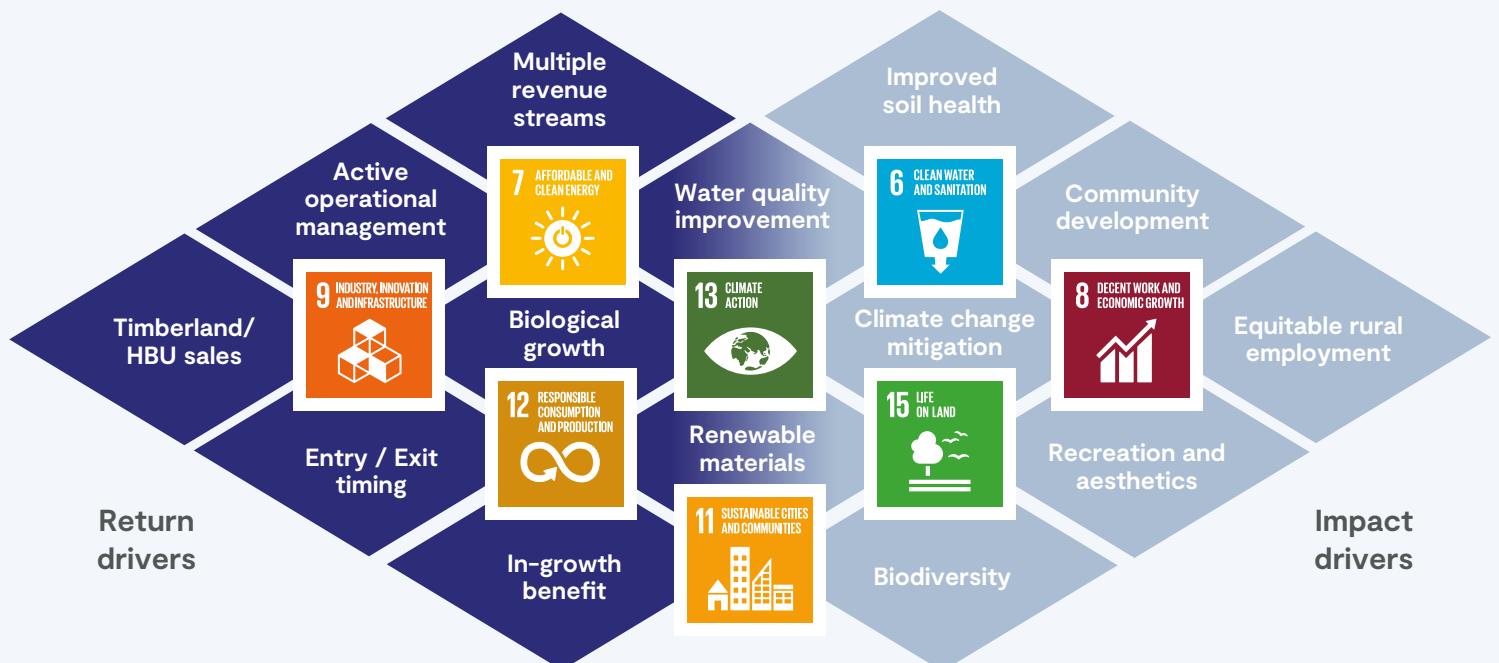 Multiple
revenue
streams
Improved
soil health
Active
operational
management
7 AFFORDABLE AND
CLEAN ENERGY
Water quality
improvement
6 CLEAN WATER
AND SANITATION
Community
development
Timberland/
HBU sales
9 INDUSTRY, INNOVATION
AND INFRASTRUCTURE
Biological
growth
13 CLIMATE
ACTION
Climate change
mitigation
8 DECENT WORK AND
ECONOMIC GROWTH
Equitable rural
employment
Entry / Exit
timing
12 RESPONSIBLE
CONSUMPTION
AND PRODUCTION
Renewable
materials
15 LIFE
ON LAND
Recreation and
aesthetics
Return
drivers
In-growth
benefit
11 SUSTAINABLE CITIES
AND COMMUNITIES
Biodiversity
Impact
drivers